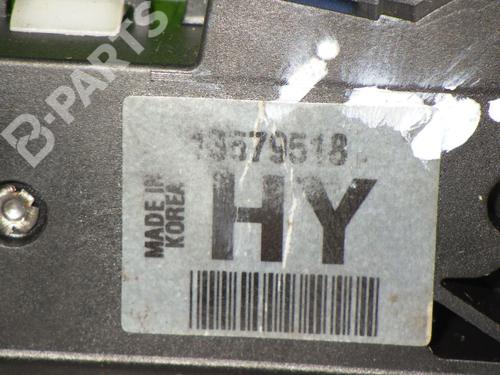 B-PARTS
13579518
MADE IN
KOREA
HY